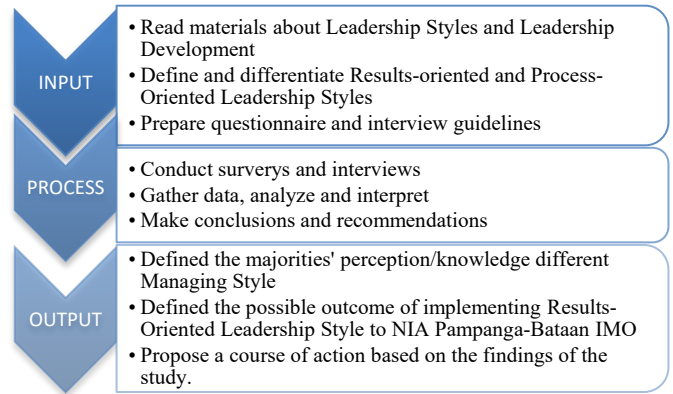 INPUT
• Read materials about Leadership Styles and Leadership
Development
• Define and differentiate Results-oriented and Process-
Oriented Leadership Styles
• Prepare questionnaire and interview guidelines
PROCESS
• Conduct surverys and interviews
• Gather data, analyze and interpret
• Make conclusions and recommendations
OUTPUT
• Defined the majorities' perception/knowledge different
Managing Style
• Defined the possible outcome of implementing Results-
Oriented Leadership Style to NIA Pampanga-Bataan IMO
• Propose a course of action based on the findings of the
study.